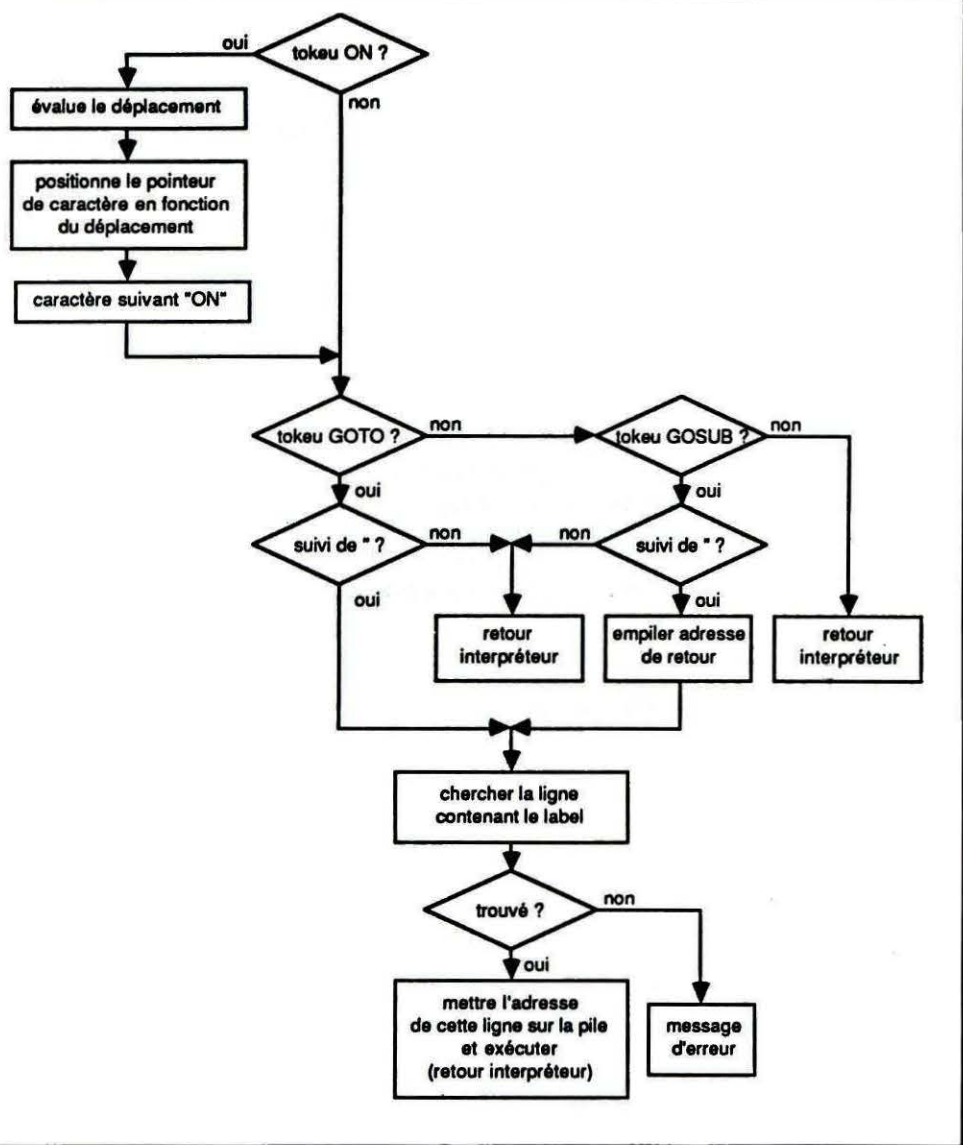 tokeu ON ?
oui
non
évalue le déplacement
positionne le pointeur
de caractère en fonction
du déplacement
caractère suivant "ON"
tokeu GOTO ?
non
oui
tokeu GOSUB ?
non
oui
suivi de " ?
non
oui
suivi de " ?
non
oui
retour
interpréteur
empiler adresse
de retour
retour
interpréteur
chercher la ligne
contenant le label
trouvé ?
non
oui
mettre l'adresse
de cette ligne sur la pile
et exécuter
(retour interpréteur)
message
d'erreur